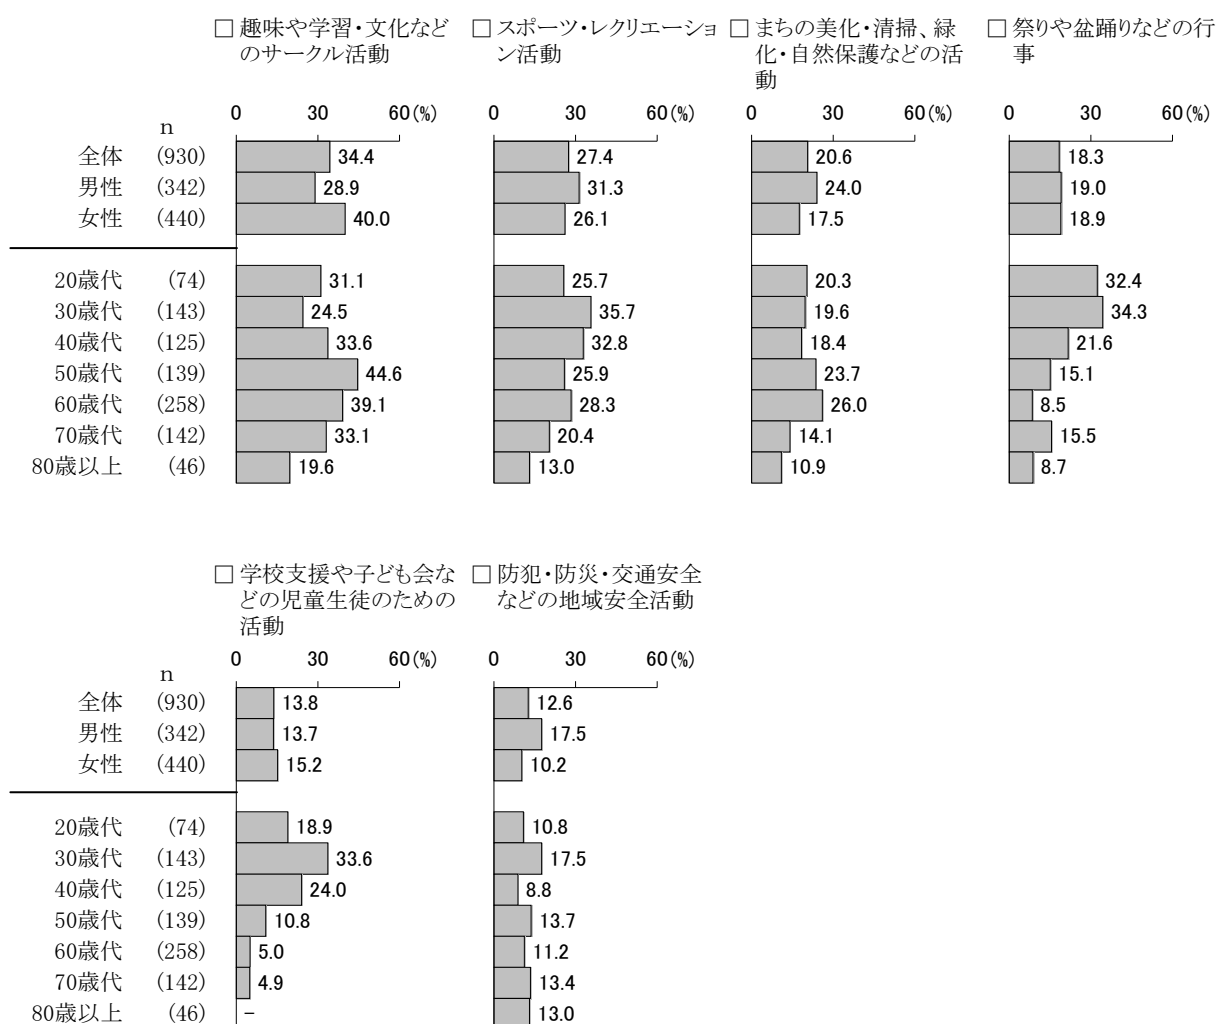 □ 趣味や学習・文化など □ スポーツ・レクリエーショ □ まちの美化・清掃、緑 □ 祭りや盆踊りなどの行
のサークル活動 ン活動 化・自然保護などの活 事
動
0 30 60(%) 0 30 60(%) 0 30 60(%) 0 30 60(%)
n
全体 (930) 34.4 27.4 20.6 18.3
男性 (342) 28.9 31.3 24.0 19.0
女性 (440) 40.0 26.1 17.5 18.9
20歳代 (74) 31.1 25.7 20.3 32.4
30歳代 (143) 24.5 35.7 19.6 34.3
40歳代 (125) 33.6 32.8 18.4 21.6
50歳代 (139) 44.6 25.9 23.7 15.1
60歳代 (258) 39.1 28.3 26.0 8.5
70歳代 (142) 33.1 20.4 14.1 15.5
80歳以上 (46) 19.6 13.0 10.9 8.7
□ 学校支援や子ども会な □ 防犯・防災・交通安全
どの児童生徒のための などの地域安全活動
活動
0 30 60(%) 0 30 60(%)
n
全体 (930) 13.8 12.6
男性 (342) 13.7 17.5
女性 (440) 15.2 10.2
20歳代 (74) 18.9 10.8
30歳代 (143) 33.6 17.5
40歳代 (125) 24.0 8.8
50歳代 (139) 10.8 13.7
60歳代 (258) 5.0 11.2
70歳代 (142) 4.9 13.4
80歳以上 (46) - 13.0